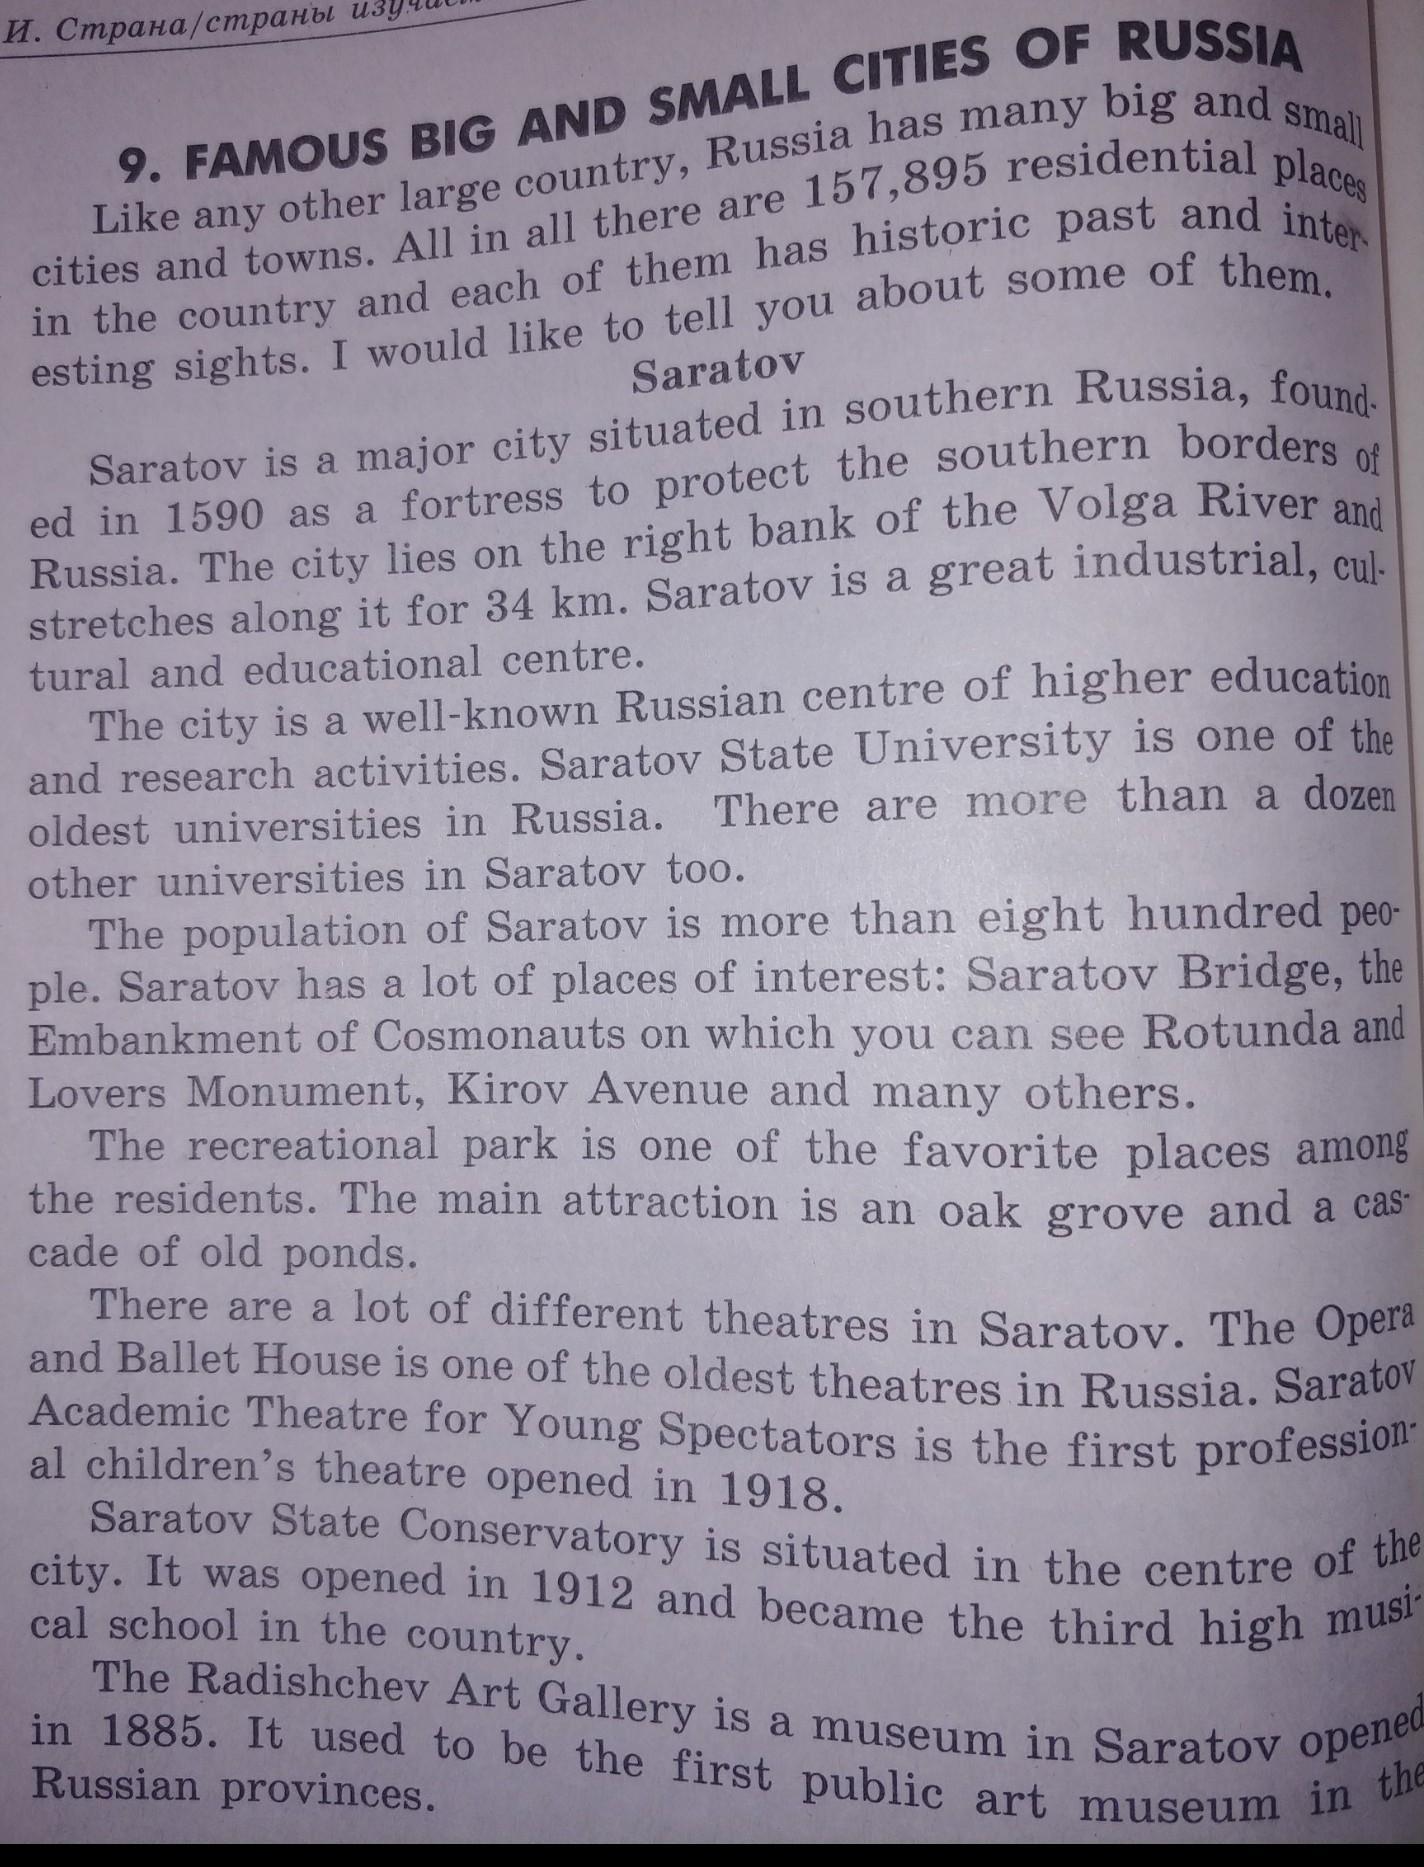 И. Страна/страны
9. FAMOUS BIG AND SMALL CITIES OF RUSSIA
Like any other large country, Russia has many big and small
cities and towns. All in all there are 157,895 residential places
in the country and each of them has historic past and inter-
esting sights. I would like to tell you about some of them.
Saratov
Saratov is a major city situated in southern Russia, found-
ed in 1590 as a fortress to protect the southern borders of
Russia. The city lies on the right bank of the Volga River and
stretches along it for 34 km. Saratov is a great industrial, cul-
tural and educational centre.
The city is a well-known Russian centre of higher education
and research activities. Saratov State University is one of the
oldest universities in Russia. There are more than a dozen
other universities in Saratov too.
The population of Saratov is more than eight hundred peo-
ple. Saratov has a lot of places of interest: Saratov Bridge, the
Embankment of Cosmonauts on which you can see Rotunda and
Lovers Monument, Kirov Avenue and many others.
The recreational park is one of the favorite places among
the residents. The main attraction is an oak grove and a cas-
cade of old ponds.
There are a lot of different theatres in Saratov. The Opera
and Ballet House is one of the oldest theatres in Russia. Saratov
Academic Theatre for Young Spectators is the first profession-
al children's theatre opened in 1918.
Saratov State Conservatory is situated in the centre of the
city. It was opened in 1912 and became the third high musi-
cal school in the country.
The Radishchev Art Gallery is a museum in Saratov opened
in 1885. It used to be the first public art museum in the
Russian provinces.